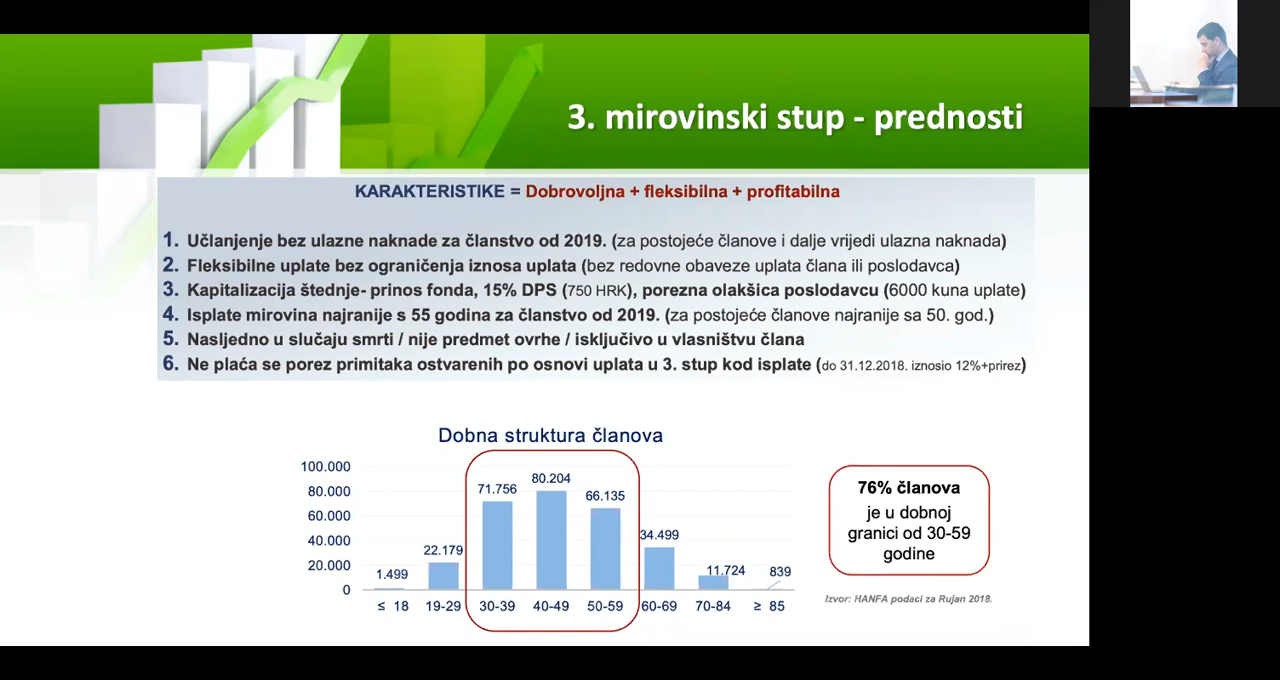 3. mirovinski stup - prednosti
KARAKTERISTIKE = Dobrovoljna + fleksibilna + profitabilna
1. Učlanjenje bez ulazne naknade za članstvo od 2019. (za postojeće članove i dalje vrijedi ulazna naknada)
2. Fleksibilne uplate bez ograničenja iznosa uplata (bez redovne obaveze uplata člana ili poslodavca)
3. Kapitalizacija štednje- prinos fonda, 15% DPS (750 HRK), porezna olakšica poslodavcu (6000 kuna uplate)
4. Isplate mirovina najranije s 55 godina za članstvo od 2019. (za postojeće članove najranije sa 50. god.)
5. Nasljedno u slučaju smrti / nije predmet ovrhe / isključivo u vlasništvu člana
6. Ne plaća se porez primitaka ostvarenih po osnovi uplata u 3. stup kod isplate (do 31.12.2018. iznosio 12%+prirez)
Dobna struktura članova
100.000
80.000
60.000
40.000
20.000
0
1.499
22.179
71.756
80.204
66.135
34.499
11.724
839
≤ 18
19-29
30-39
40-49
50-59
60-69
70-84
≥ 85
76% članova
je u dobnoj
granici od 30-59
godine
Izvor: HANFA podaci za Rujan 2018.